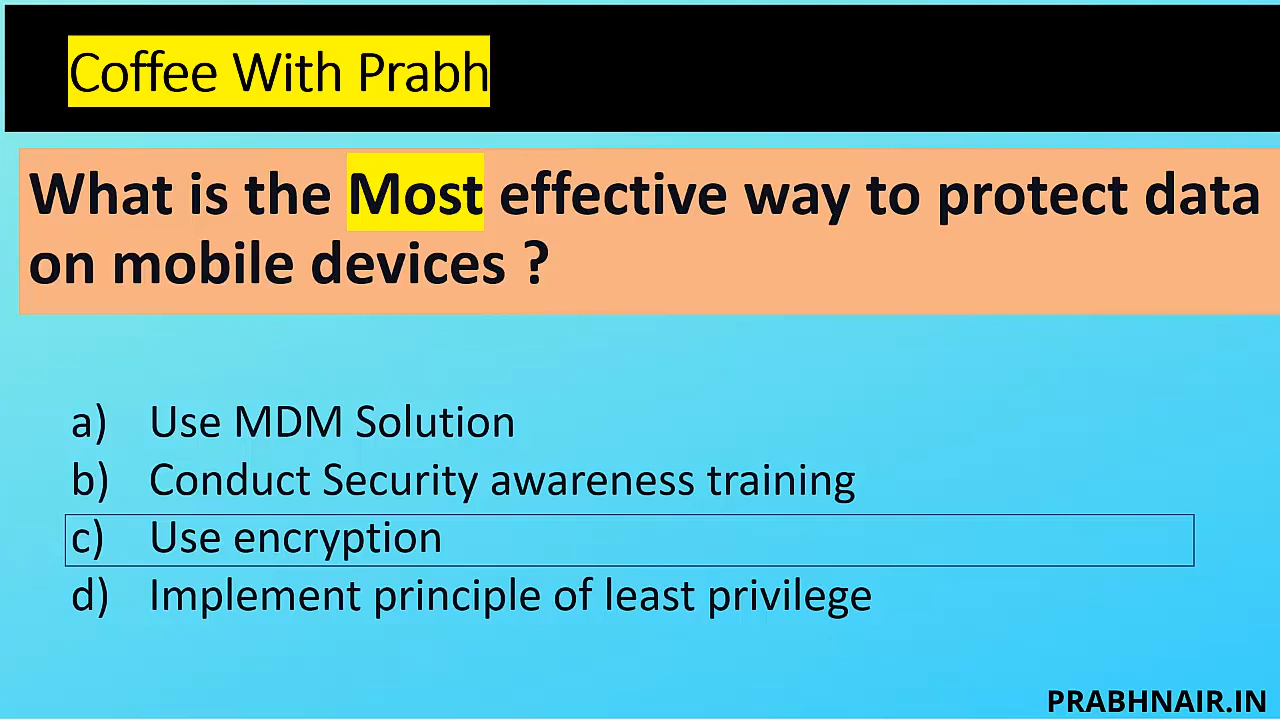 Coffee With Prabh
What is the Most effective way to protect data
on mobile devices ?
a) Use MDM Solution
b) Conduct Security awareness training
c) Use encryption
d) Implement principle of least privilege
PRABHNAIR.IN